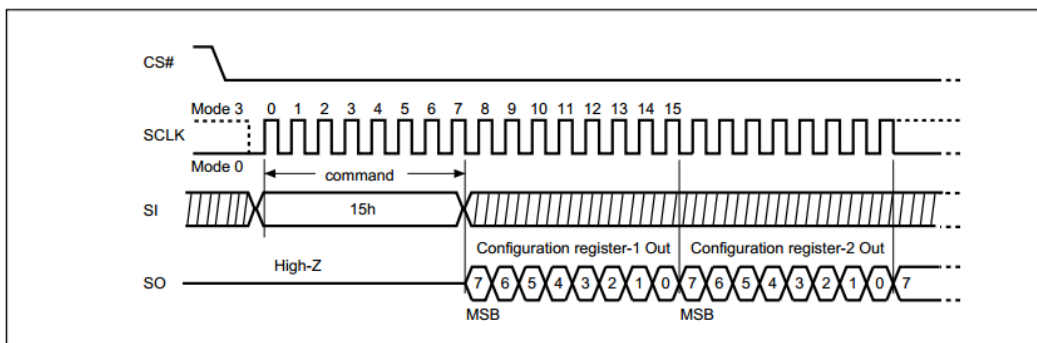 CS#
Mode 3 0 1 2 3 4 5 6 7 8 9 10 11 12 13 14 15
SCLK
Mode 0
command
SI 15h
Configuration register-1 Out Configuration register-2 Out
High-Z
SO 7 6 5 4 3 2 1 0 7 6 5 4 3 2 1 0 7
MSB MSB